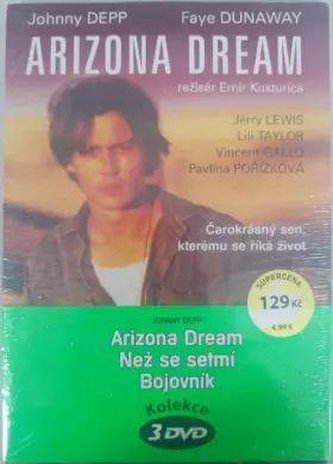 Johnny DEPP Faye DUNAWAY
ARIZONA DREAM
režisér Emir Kusturica
Jerry LEWIS
Lili TAYLOR
Vincent GALLO
Pavlína POŘÍZKOVÁ
Čarokrásný sen,
kterému se říká život
SUPERCENA
129 Kč
4,99 €
JOHNNY DEPP
Arizona Dream
Než se setmí
Bojovník
Kolekce
3 DVD